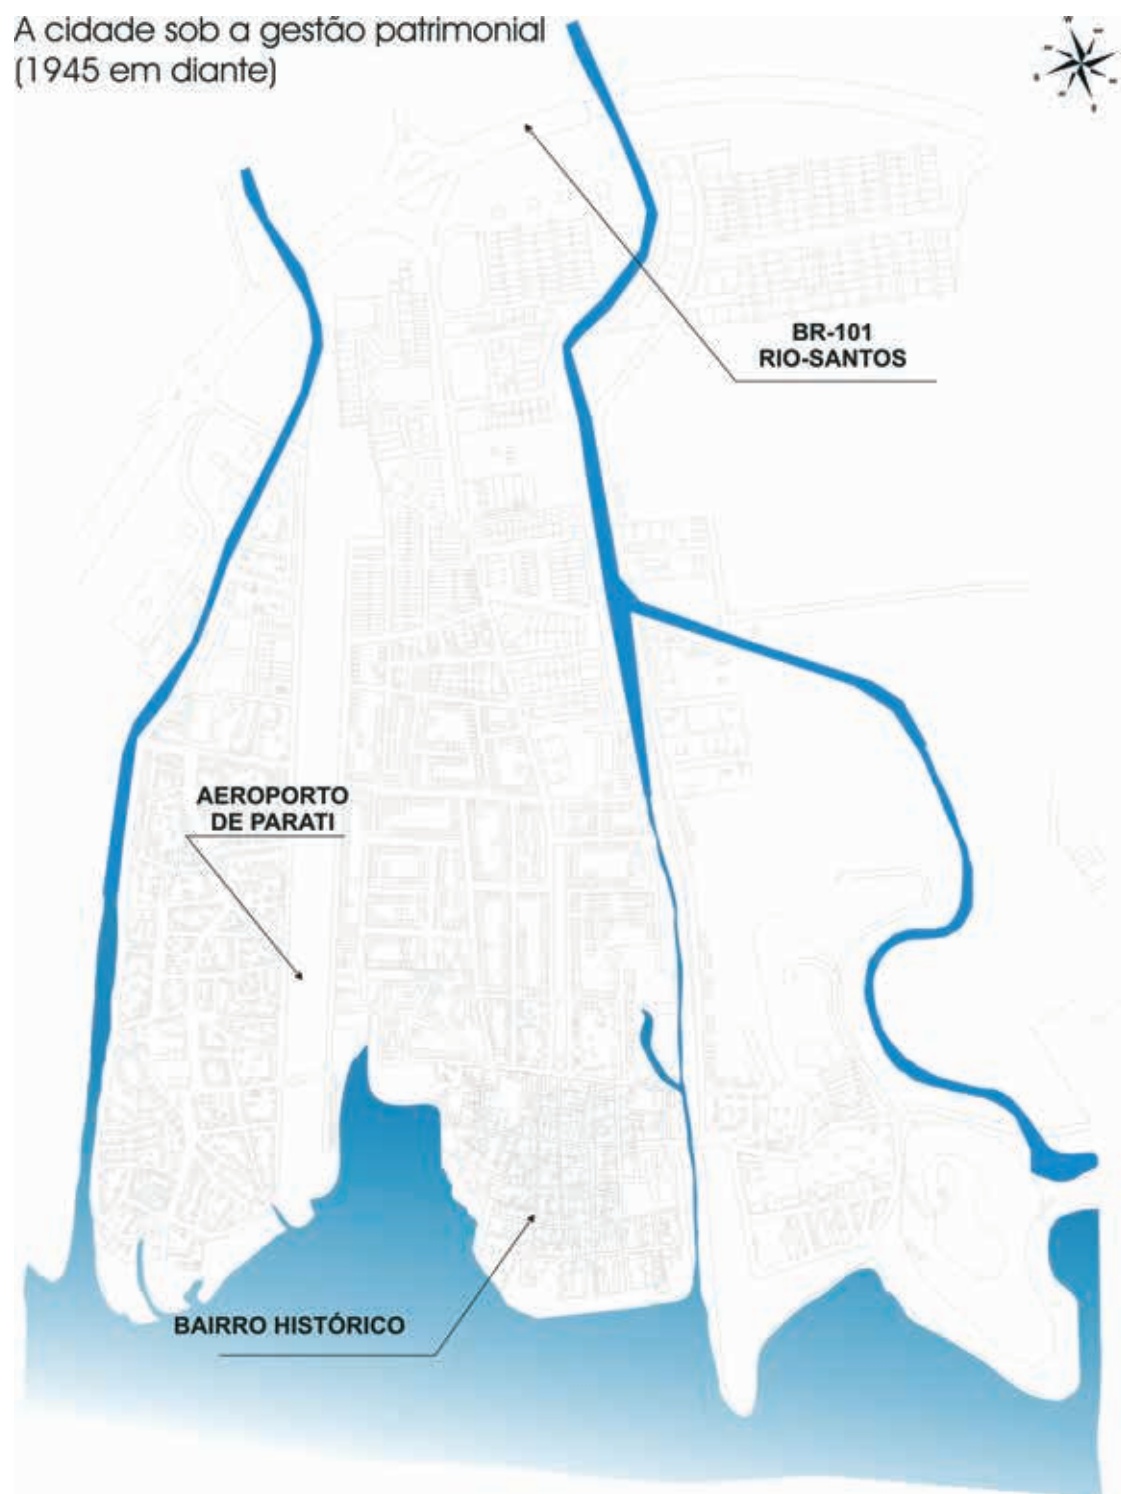 A cidade sob a gestão patrimonial
(1945 em diante)
BR-101
RIO-SANTOS
AEROPORTO
DE PARATI
BAIRRO HISTÓRICO